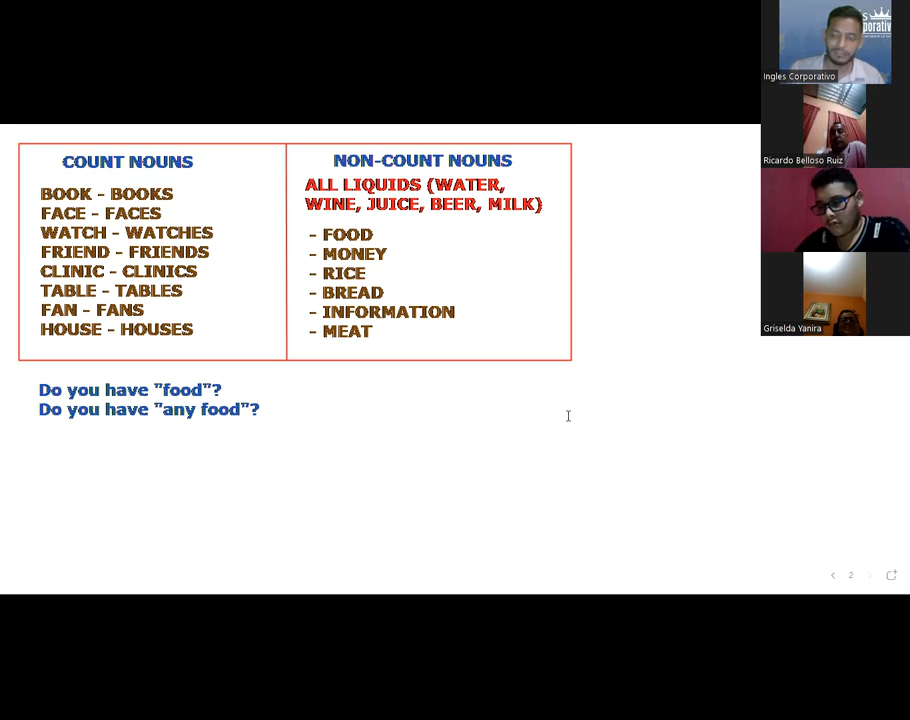 COUNT NOUNS
BOOK - BOOKS
FACE - FACES
WATCH - WATCHES
FRIEND - FRIENDS
CLINIC - CLINICS
TABLE - TABLES
FAN - FANS
HOUSE - HOUSES
NON-COUNT NOUNS
ALL LIQUIDS (WATER,
WINE, JUICE, BEER, MILK)
- FOOD
- MONEY
- RICE
- BREAD
- INFORMATION
- MEAT
Do you have "food"?
Do you have "any food"?
2
Ingles Corporativo
Ricardo Belloso Ruiz
Griselda Yanira